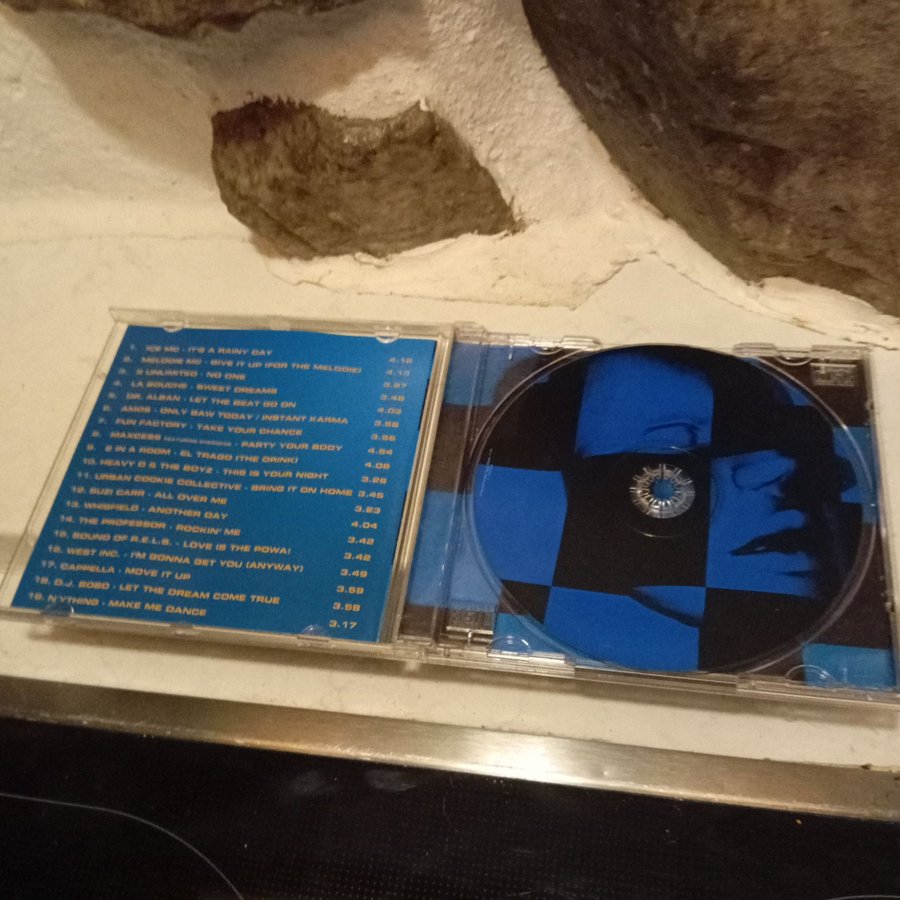 1. ICE MC · IT'S A RAINY DAY 4.12
2. MELODIE MC · GIVE IT UP (FOR THE MELODIE) 4.13
3. 2 UNLIMITED · NO ONE 3.27
4. LA BOUCHE · SWEET DREAMS 3.48
5. DR. ALBAN · LET THE BEAT GO ON 4.03
6. AMOS · ONLY SAW TODAY / INSTANT KARMA 3.58
7. FUN FACTORY · TAKE YOUR CHANCE 3.56
8. MAXCESS · PARTY YOUR BODY 4.54
9. 2 IN A ROOM · EL TRAGO (THE DRINK) 4.08
10. HEAVY D & THE BOYZ · THIS IS YOUR NIGHT 3.25
11. URBAN COOKIE COLLECTIVE · BRING IT ON HOME 3.45
12. SUZI CARR · ALL OVER ME 3.23
13. WHIGFIELD · ANOTHER DAY 4.04
14. THE PROFESSOR · ROCKIN' ME 3.42
15. SOUND OF R.E.L.S. · LOVE IS THE POWA! 3.42
16. WEST INC. · I'M GONNA GET YOU (ANYWAY) 3.49
17. CAPPELLA · MOVE IT UP 3.59
18. D.J. BOBO · LET THE DREAM COME TRUE 3.58
19. N'YTHING · MAKE ME DANCE 3.17